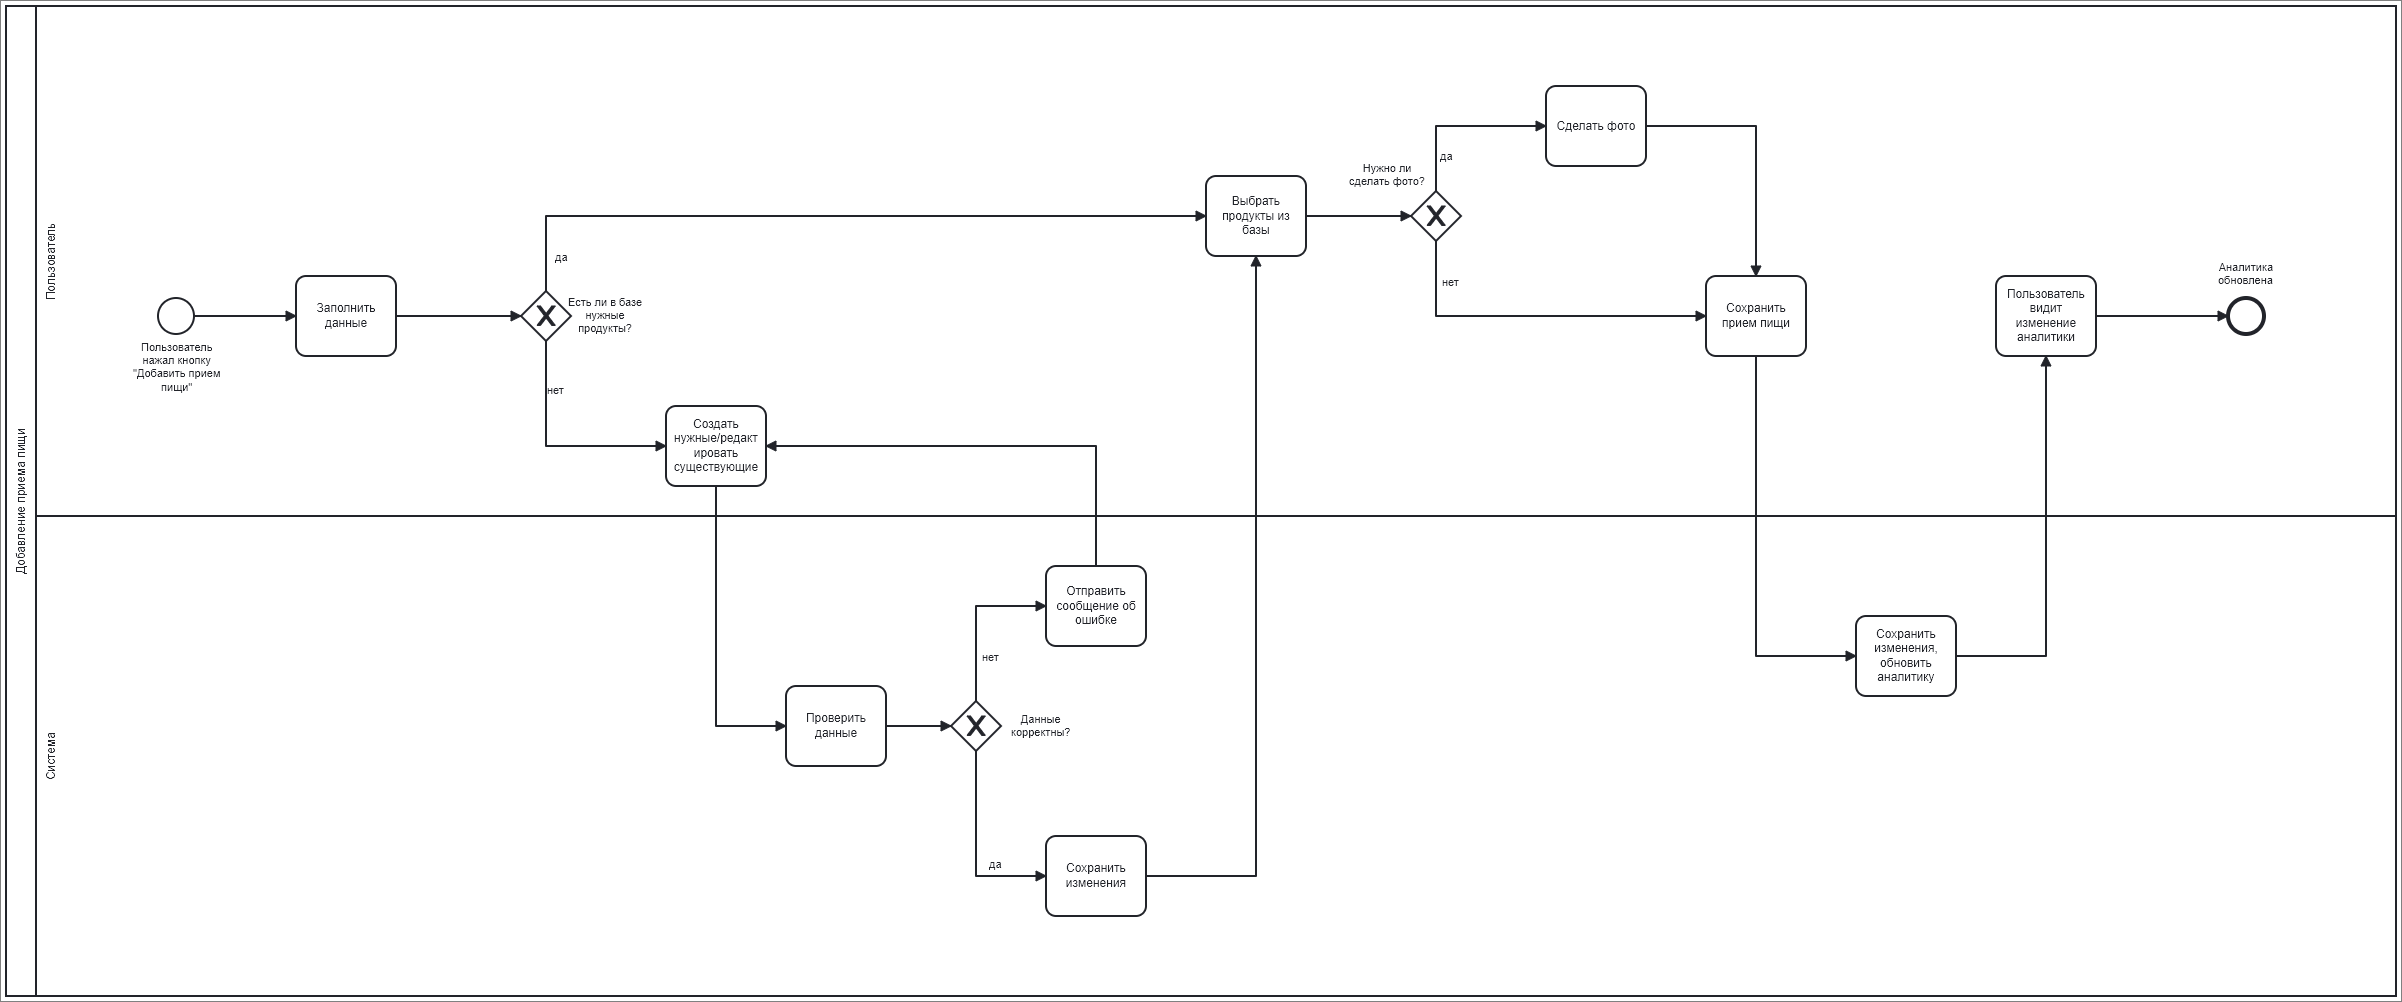 Добавление приема пищи
Пользователь
Система
Пользователь
нажал кнопку
"Добавить прием
пищи"
Заполнить
данные
да
Есть ли в базе
нужные
продукты?
нет
Создать
нужные/редакт
ировать
существующие
Проверить
данные
Данные
корректны?
нет
Отправить
сообщение об
ошибке
да
Сохранить
изменения
Выбрать
продукты из
базы
Нужно ли
сделать фото?
да
Сделать фото
нет
Сохранить
прием пищи
Сохранить
изменения,
обновить
аналитику
Пользователь
видит
изменение
аналитики
Аналитика
обновлена